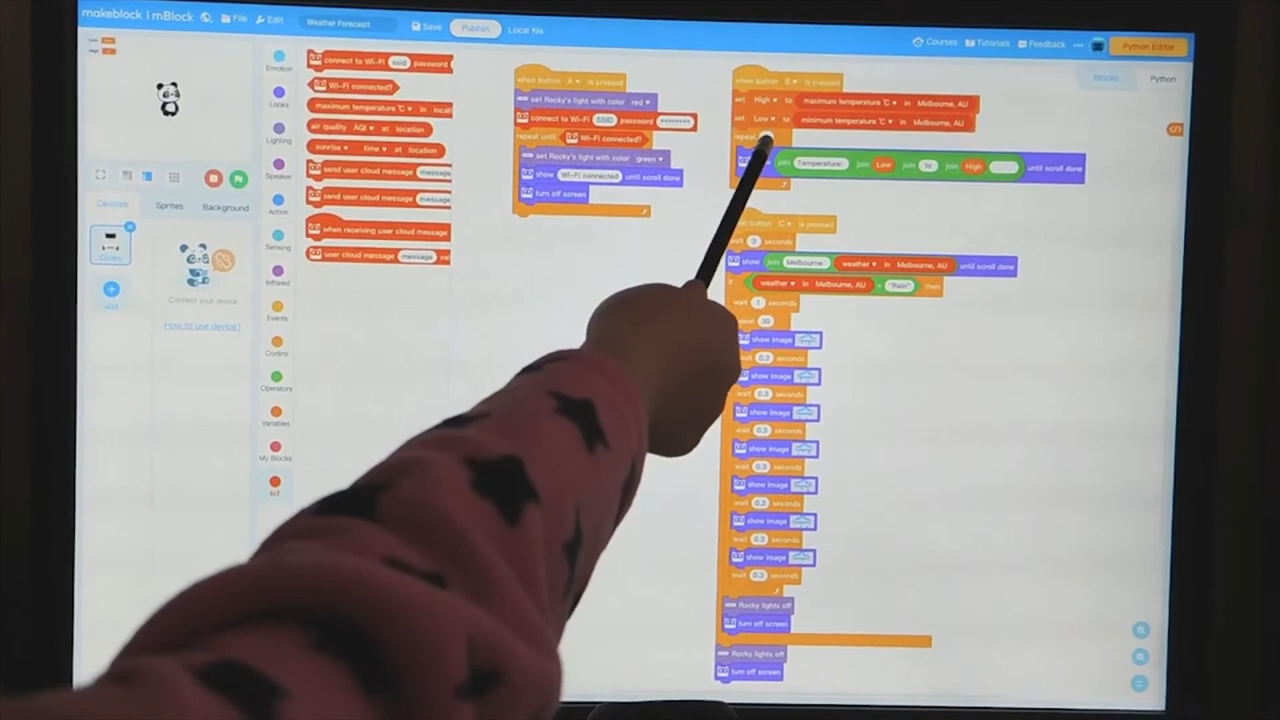 makeblock | mBlock File Edit Weather Forecast1 Save Publish Local file Courses Tutorials Feedback ... Python Editor
Blocks Python
Devices Sprites Background
Codey
add
Connect your device
How to use device?
Emotion
Looks
Lighting
Speaker
Action
Sensing
Infrared
Events
Control
Operators
Variables
My Blocks
IoT
connect to Wi-Fi ssid password
Wi-Fi connected?
maximum temperature ℃ in
air quality AQI at location
sunrise time at location
send user cloud message message
send user cloud message message
when receiving user cloud message
user cloud message message
when button A is pressed
set Rocky's light with color red
connect to Wi-Fi SSID password ********
repeat until Wi-Fi connected?
set Rocky's light with color green
show Wi-Fi connected until scroll done
turn off screen
when button B is pressed
set High to maximum temperature ℃ in Melbourne, AU
set Low to minimum temperature ℃ in Melbourne, AU
repeat
join Temperature: join Low join to join High until scroll done
button C is pressed
wait 3 seconds
show join Melbourne: weather in Melbourne, AU until scroll done
if weather in Melbourne, AU = "Rain" then
wait 1 seconds
30
show image
wait 0.3 seconds
show image
wait 0.3 seconds
show image
wait 0.3 seconds
show image
wait 0.3 seconds
show image
wait 0.3 seconds
show image
wait 0.3 seconds
show image
wait 0.3 seconds
Rocky lights off
turn off screen
Rocky lights off
turn off screen